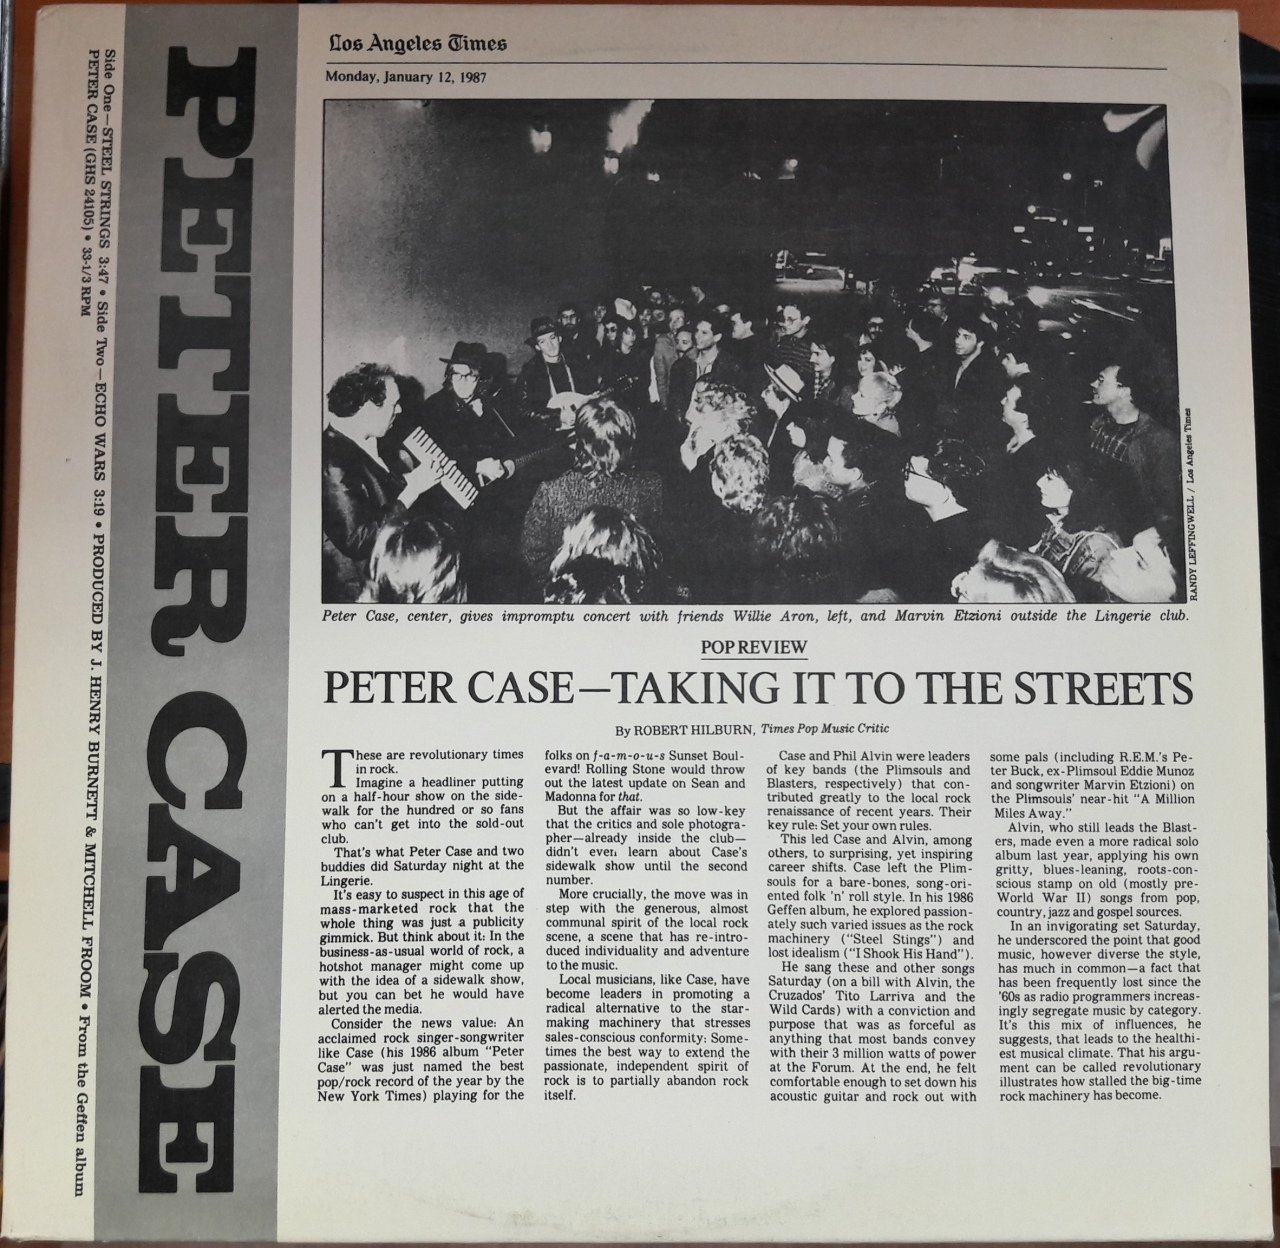 Side One—STEEL STRINGS 3:47 • Side Two—ECHO WARS 3:19 • PRODUCED BY J. HENRY BURNETT & MITCHELL FROOM • From the Geffen album
PETER CASE (GHS 24105) • 33-1/3 RPM
PETER CASE
Los Angeles Times
Monday, January 12, 1987
RANDY LEFFINGWELL / Los Angeles Times
Peter Case, center, gives impromptu concert with friends Willie Aron, left, and Marvin Etzioni outside the Lingerie club.
POP REVIEW
PETER CASE—TAKING IT TO THE STREETS
By ROBERT HILBURN, Times Pop Music Critic
These are revolutionary times
in rock.
Imagine a headliner putting
on a half-hour show on the side-
walk for the hundred or so fans
who can't get into the sold-out
club.
That's what Peter Case and two
buddies did Saturday night at the
Lingerie.
It's easy to suspect in this age of
mass-marketed rock that the
whole thing was just a publicity
gimmick. But think about it: In the
business-as-usual world of rock, a
hotshot manager might come up
with the idea of a sidewalk show,
but you can bet he would have
alerted the media.
Consider the news value: An
acclaimed rock singer-songwriter
like Case (his 1986 album "Peter
Case" was just named the best
pop/rock record of the year by the
New York Times) playing for the
folks on f-a-m-o-u-s Sunset Boul-
evard! Rolling Stone would throw
out the latest update on Sean and
Madonna for that.
But the affair was so low-key
that the critics and sole photogra-
pher—already inside the club—
didn't even learn about Case's
sidewalk show until the second
number.
More crucially, the move was in
step with the generous, almost
communal spirit of the local rock
scene, a scene that has re-intro-
duced individuality and adventure
to the music.
Local musicians, like Case, have
become leaders in promoting a
radical alternative to the star-
making machinery that stresses
sales-conscious conformity: Some-
times the best way to extend the
passionate, independent spirit of
rock is to partially abandon rock
itself.
Case and Phil Alvin were leaders
of key bands (the Plimsouls and
Blasters, respectively) that con-
tributed greatly to the local rock
renaissance of recent years. Their
key rule: Set your own rules.
This led Case and Alvin, among
others, to surprising, yet inspiring
career shifts. Case left the Plim-
souls for a bare-bones, song-ori-
ented folk 'n' roll style. In his 1986
Geffen album, he explored passion-
ately such varied issues as the rock
machinery ("Steel Stings") and
lost idealism ("I Shook His Hand").
He sang these and other songs
Saturday (on a bill with Alvin, the
Cruzados' Tito Larriva and the
Wild Cards) with a conviction and
purpose that was as forceful as
anything that most bands convey
with their 3 million watts of power
at the Forum. At the end, he felt
comfortable enough to set down his
acoustic guitar and rock out with
some pals (including R.E.M.'s Pe-
ter Buck, ex-Plimsoul Eddie Munoz
and songwriter Marvin Etzioni) on
the Plimsouls' near-hit "A Million
Miles Away."
Alvin, who still leads the Blast-
ers, made even a more radical solo
album last year, applying his own
gritty, blues-leaning, roots-con-
scious stamp on old (mostly pre-
World War II) songs from pop,
country, jazz and gospel sources.
In an invigorating set Saturday,
he underscored the point that good
music, however diverse the style,
has much in common—a fact that
has been frequently lost since the
'60s as radio programmers increas-
ingly segregate music by category.
It's this mix of influences, he
suggests, that leads to the healthi-
est musical climate. That his argu-
ment can be called revolutionary
illustrates how stalled the big-time
rock machinery has become.